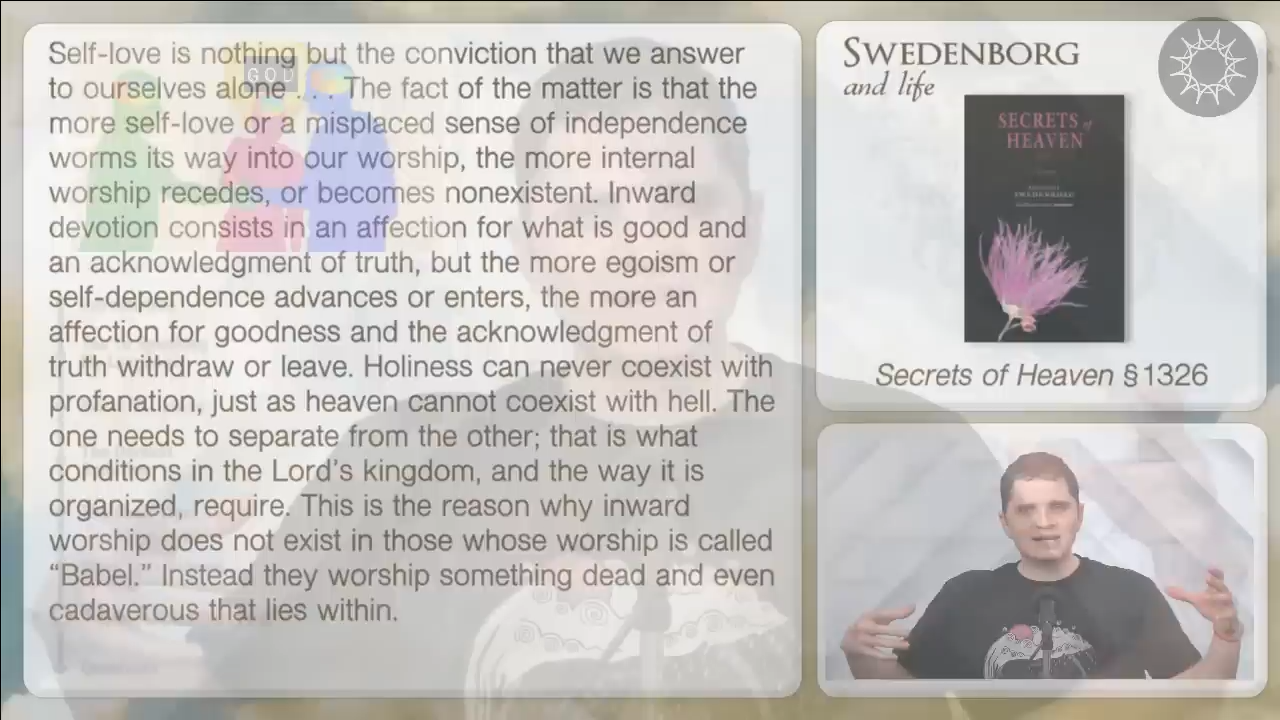 Self-love is nothing but the conviction that we answer
to ourselves alone . . . The fact of the matter is that the
more self-love or a misplaced sense of independence
worms its way into our worship, the more internal
worship recedes, or becomes nonexistent. Inward
devotion consists in an affection for what is good and
an acknowledgment of truth, but the more egoism or
self-dependence advances or enters, the more an
affection for goodness and the acknowledgment of
truth withdraw or leave. Holiness can never coexist with
profanation, just as heaven cannot coexist with hell. The
one needs to separate from the other; that is what
conditions in the Lord's kingdom, and the way it is
organized, require. This is the reason why inward
worship does not exist in those whose worship is called
“Babel.” Instead they worship something dead and even
cadaverous that lies within.
GOD
SWEDENBORG
and life
SECRETS of
HEAVEN
SWEDENBORG
Secrets of Heaven §1326